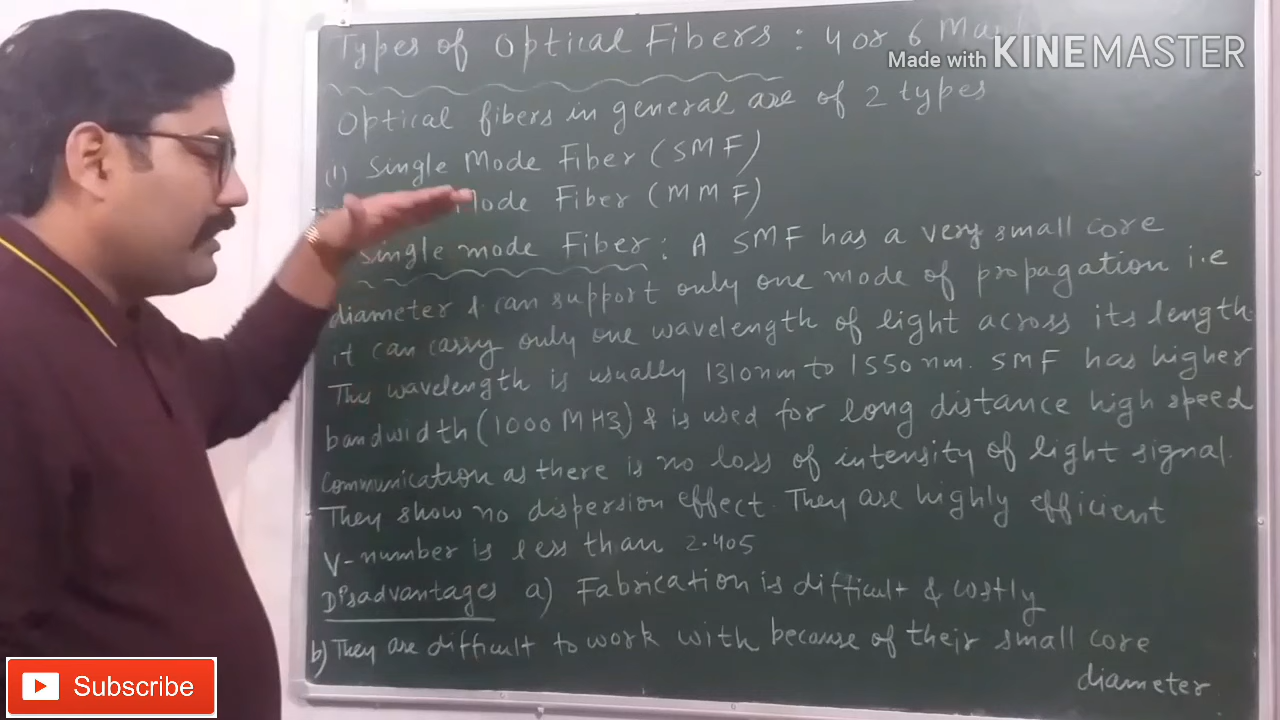 Types of Optical Fibers : 4 or 6
Made with KINEMASTER
Optical fibers in general are of 2 types
(1) Single Mode Fiber (SMF)
Mode Fiber (MMF)
Single mode Fiber : A SMF has a very small core
diameter & can support only one mode of propagation i.e
it can carry only one wavelength of light across its length.
This wavelength is usually 1310nm to 1550nm. SMF has higher
bandwidth (1000 MHz) & is used for long distance high speed
communication as there is no loss of intensity of light signal.
They show no dispersion effect. They are highly efficient
V-number is less than 2.405
Disadvantages a) Fabrication is difficult & costly
b) They are difficult to work with because of their small core
diameter
Subscribe